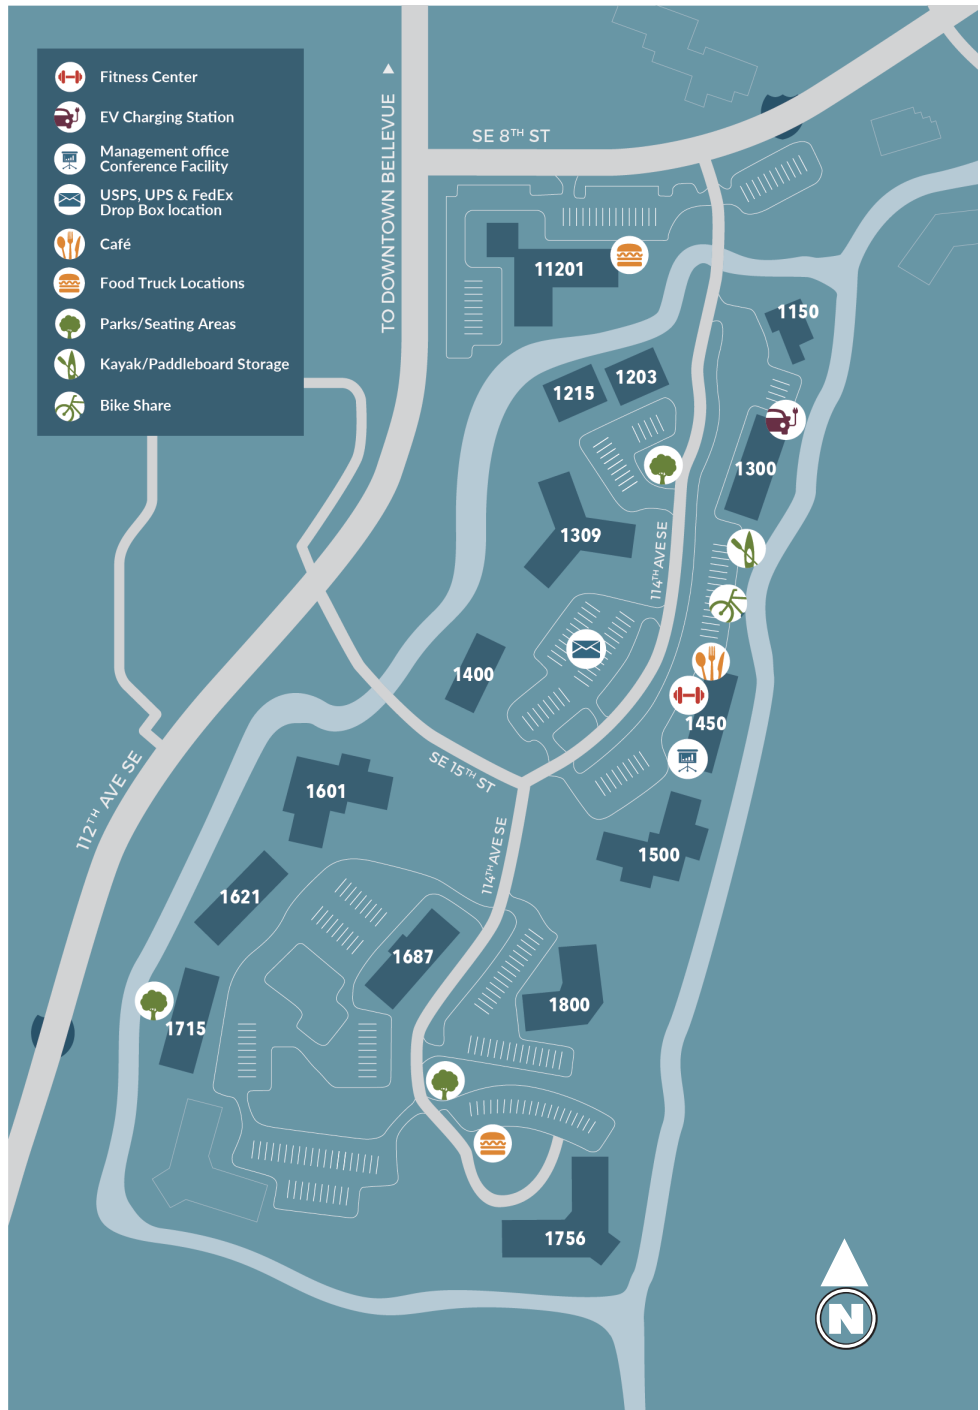 Fitness Center
EV Charging Station
Management office
Conference Facility
USPS, UPS & FedEx
Drop Box location
Café
Food Truck Locations
Parks/Seating Areas
Kayak/Paddleboard Storage
Bike Share
TO DOWNTOWN BELLEVUE
SE 8TH ST
11201
1150
1215
1203
1300
1309
114TH AVE SE
1400
1450
SE 15TH ST
112TH AVE SE
1601
1500
114TH AVE SE
1621
1687
1800
1715
1756
N